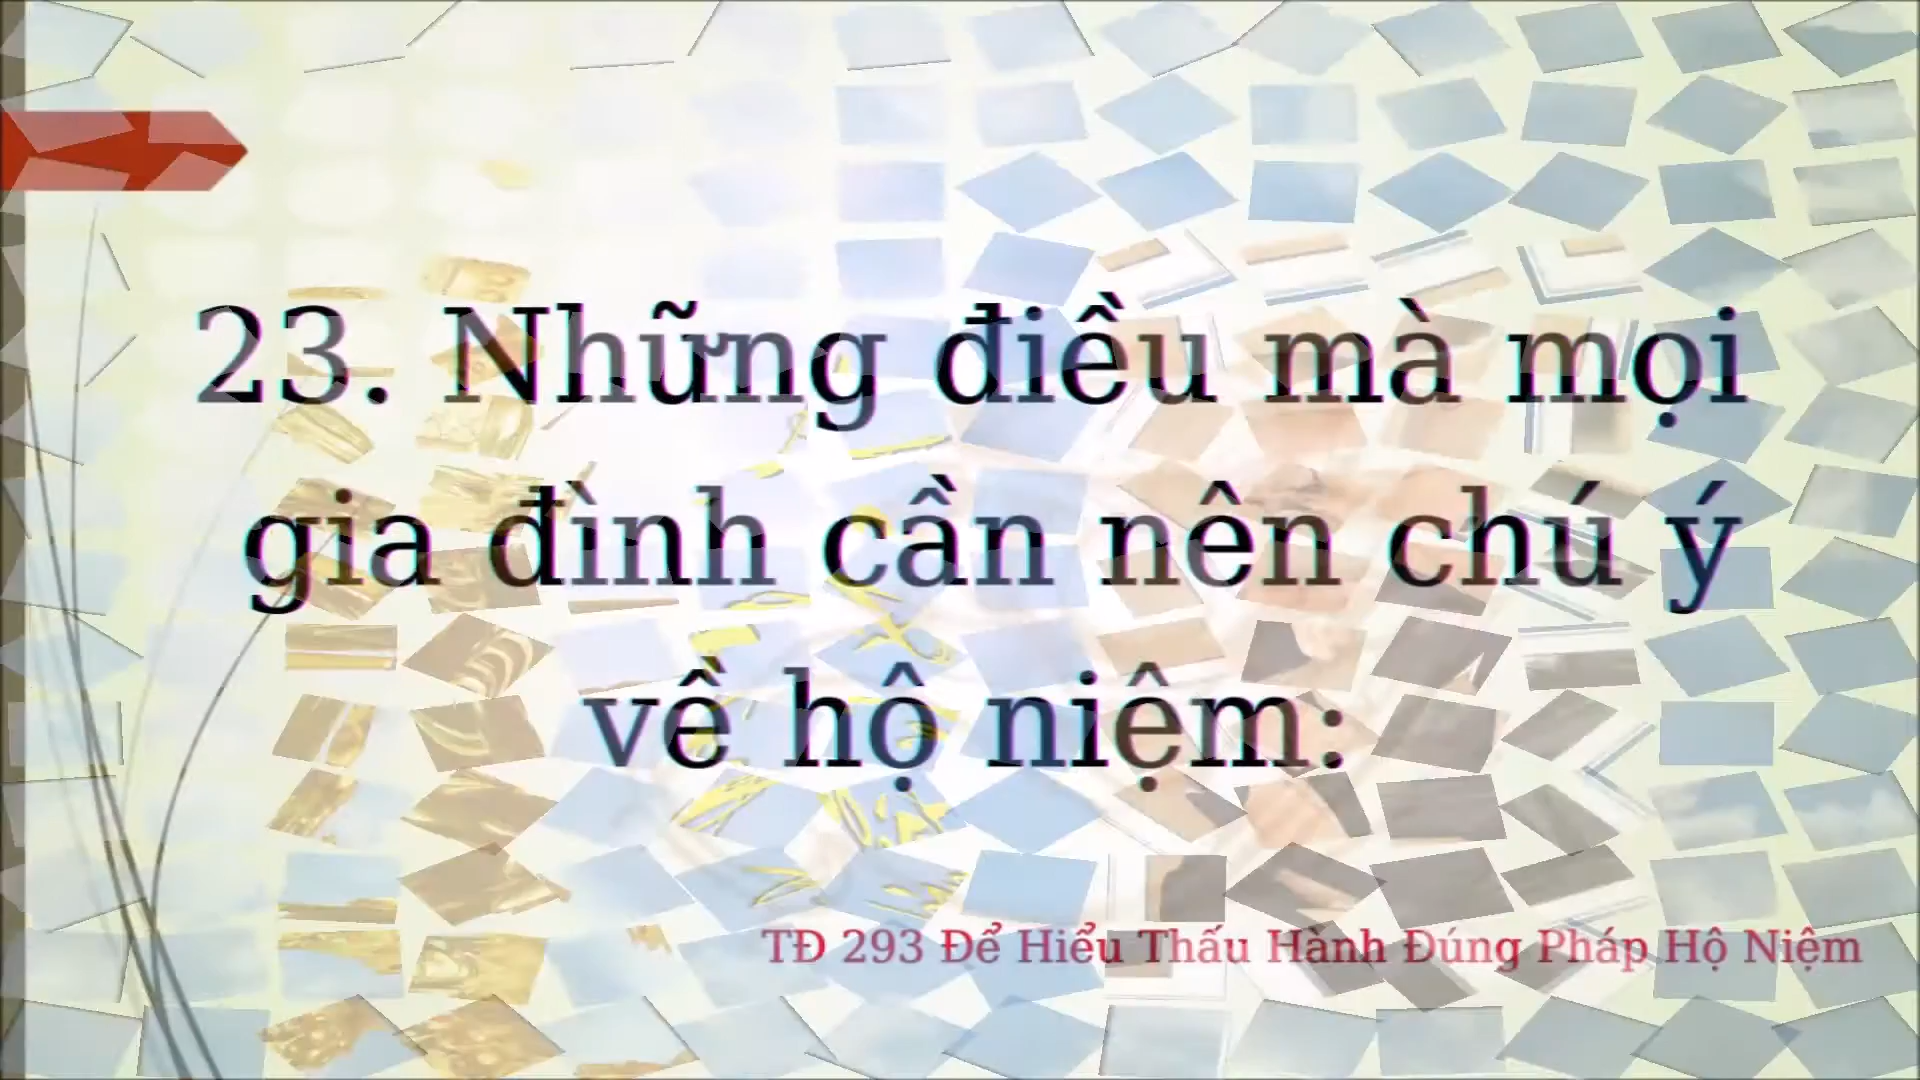 23. Những điều mà mọi
gia đình cần nên chú ý
về hộ niệm:
TĐ 293 Để Hiểu Thấu Hành Đúng Pháp Hộ Niệm